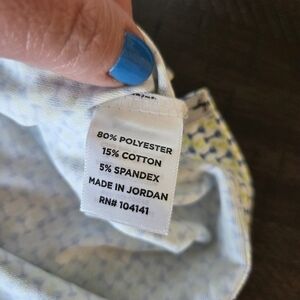 80% POLYESTER
15% COTTON
5% SPANDEX
MADE IN JORDAN
RN# 104141